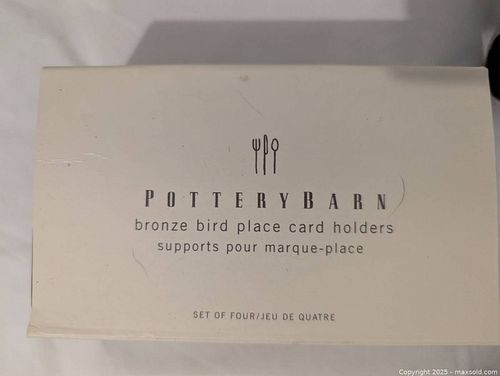 POTTERYBARN
bronze bird place card holders
supports pour marque-place
SET OF FOUR/JEU DE QUATRE
Copyright 2025 - maxsold.com